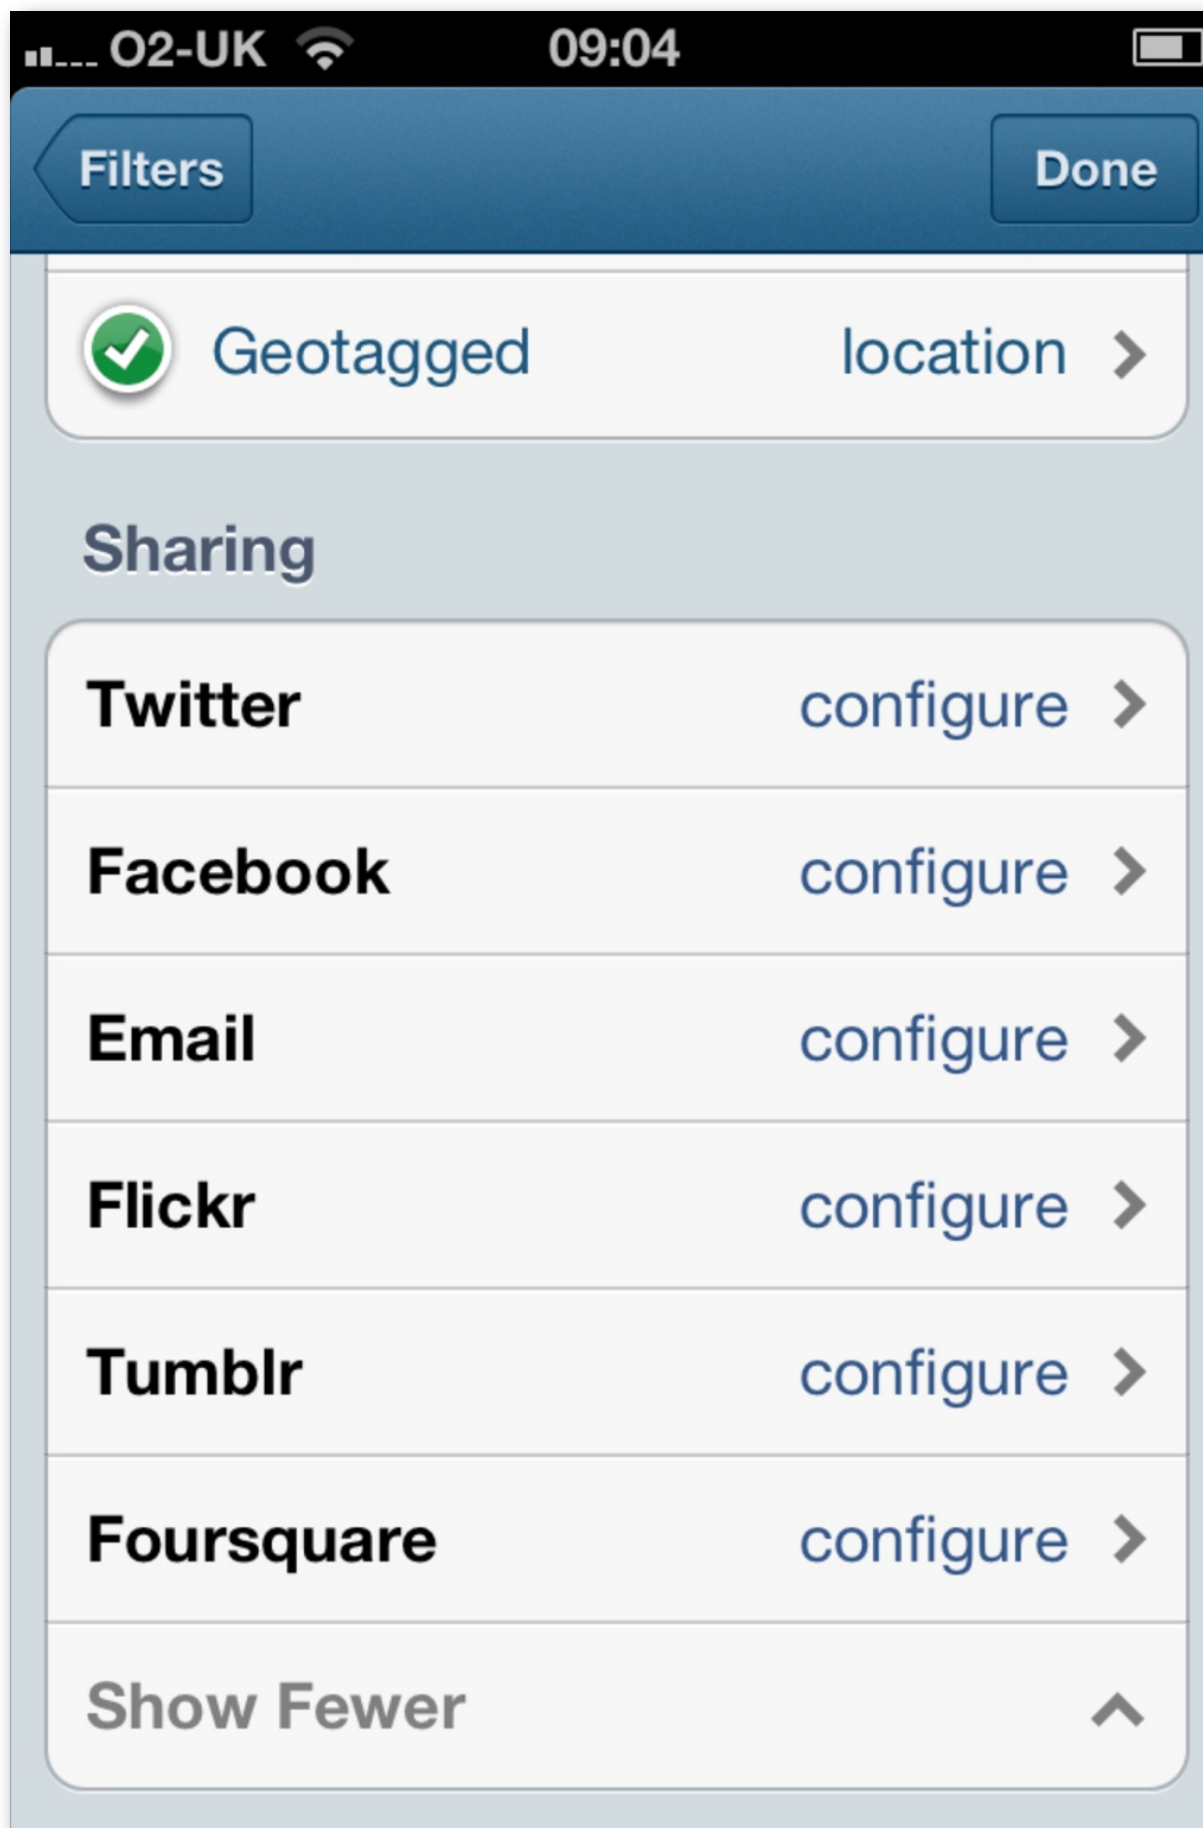 O2-UK 09:04
Filters Done
Geotagged location
Sharing
Twitter configure
Facebook configure
Email configure
Flickr configure
Tumblr configure
Foursquare configure
Show Fewer